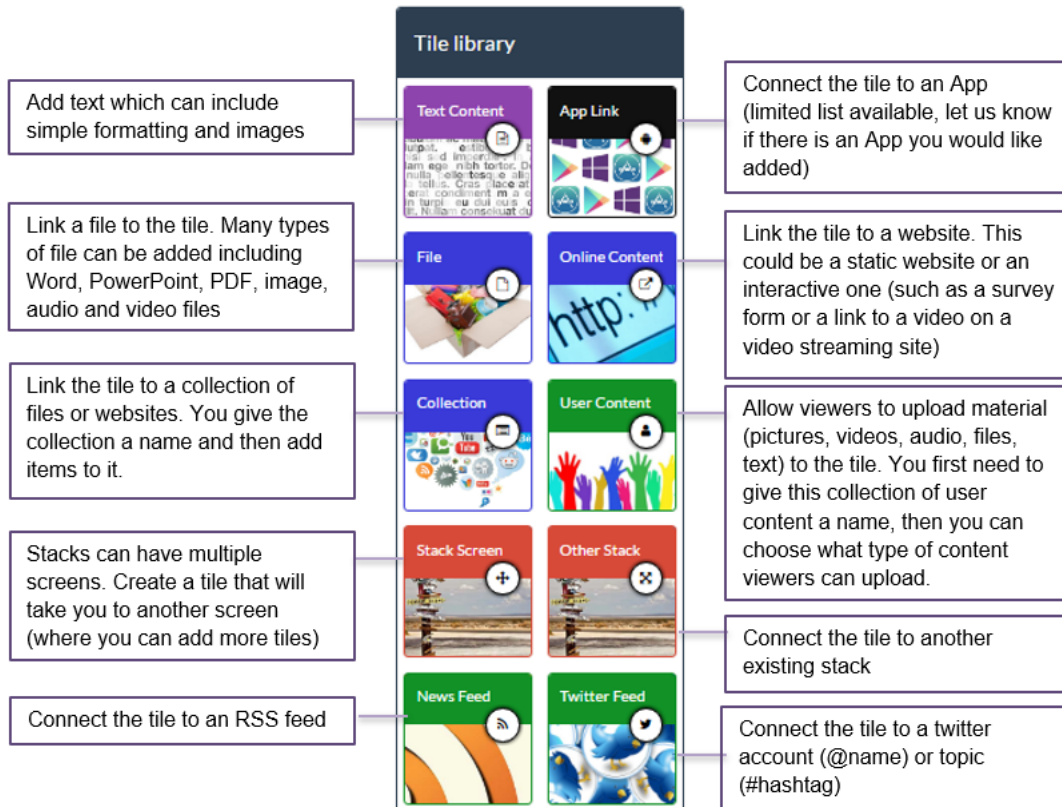 Tile library
Add text which can include
simple formatting and images
Text Content
App Link
Connect the tile to an App
(limited list available, let us know
if there is an App you would like
added)
Link a file to the tile. Many types
of file can be added including
Word, PowerPoint, PDF, image,
audio and video files
File
Online Content
http:
Link the tile to a website. This
could be a static website or an
interactive one (such as a survey
form or a link to a video on a
video streaming site)
Link the tile to a collection of
files or websites. You give the
collection a name and then add
items to it.
Collection
You
Tube
User Content
Allow viewers to upload material
(pictures, videos, audio, files,
text) to the tile. You first need to
give this collection of user
content a name, then you can
choose what type of content
viewers can upload.
Stacks can have multiple
screens. Create a tile that will
take you to another screen
(where you can add more tiles)
Stack Screen
Other Stack
Connect the tile to another
existing stack
Connect the tile to an RSS feed
News Feed
Twitter Feed
Connect the tile to a twitter
account (@name) or topic
(#hashtag)